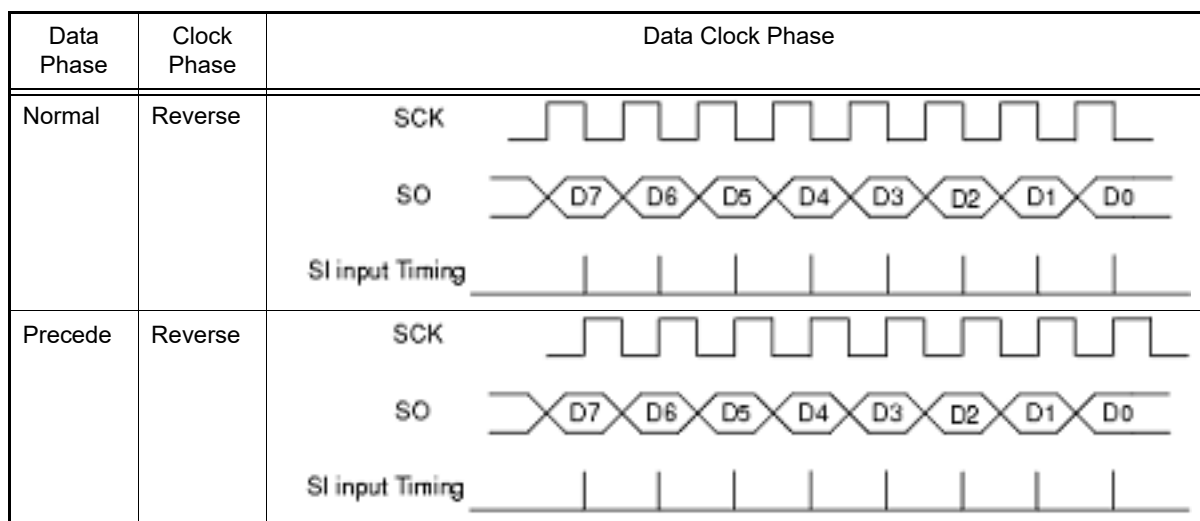 Data Phase
Clock Phase
Data Clock Phase
Normal
Reverse
SCK
SO
D7 D6 D5 D4 D3 D2 D1 D0
SI input Timing
Precede
Reverse
SCK
SO
D7 D6 D5 D4 D3 D2 D1 D0
SI input Timing